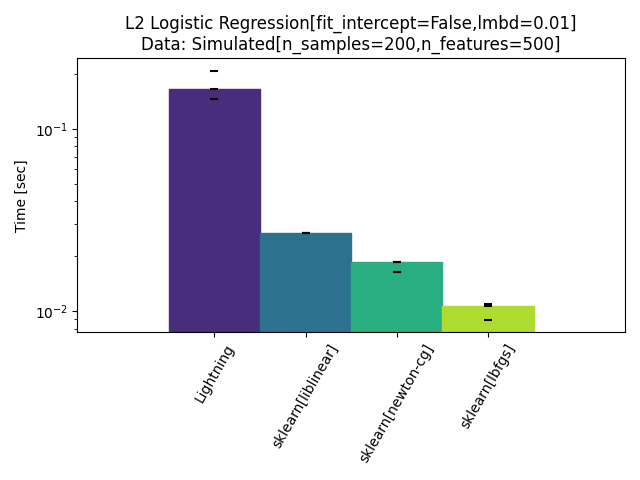 L2 Logistic Regression[fit_intercept=False,lmbd=0.01]
Data: Simulated[n_samples=200,n_features=500]
Time [sec]
10⁻¹
10⁻²
Lightning
sklearn[liblinear]
sklearn[newton-cg]
sklearn[lbfgs]